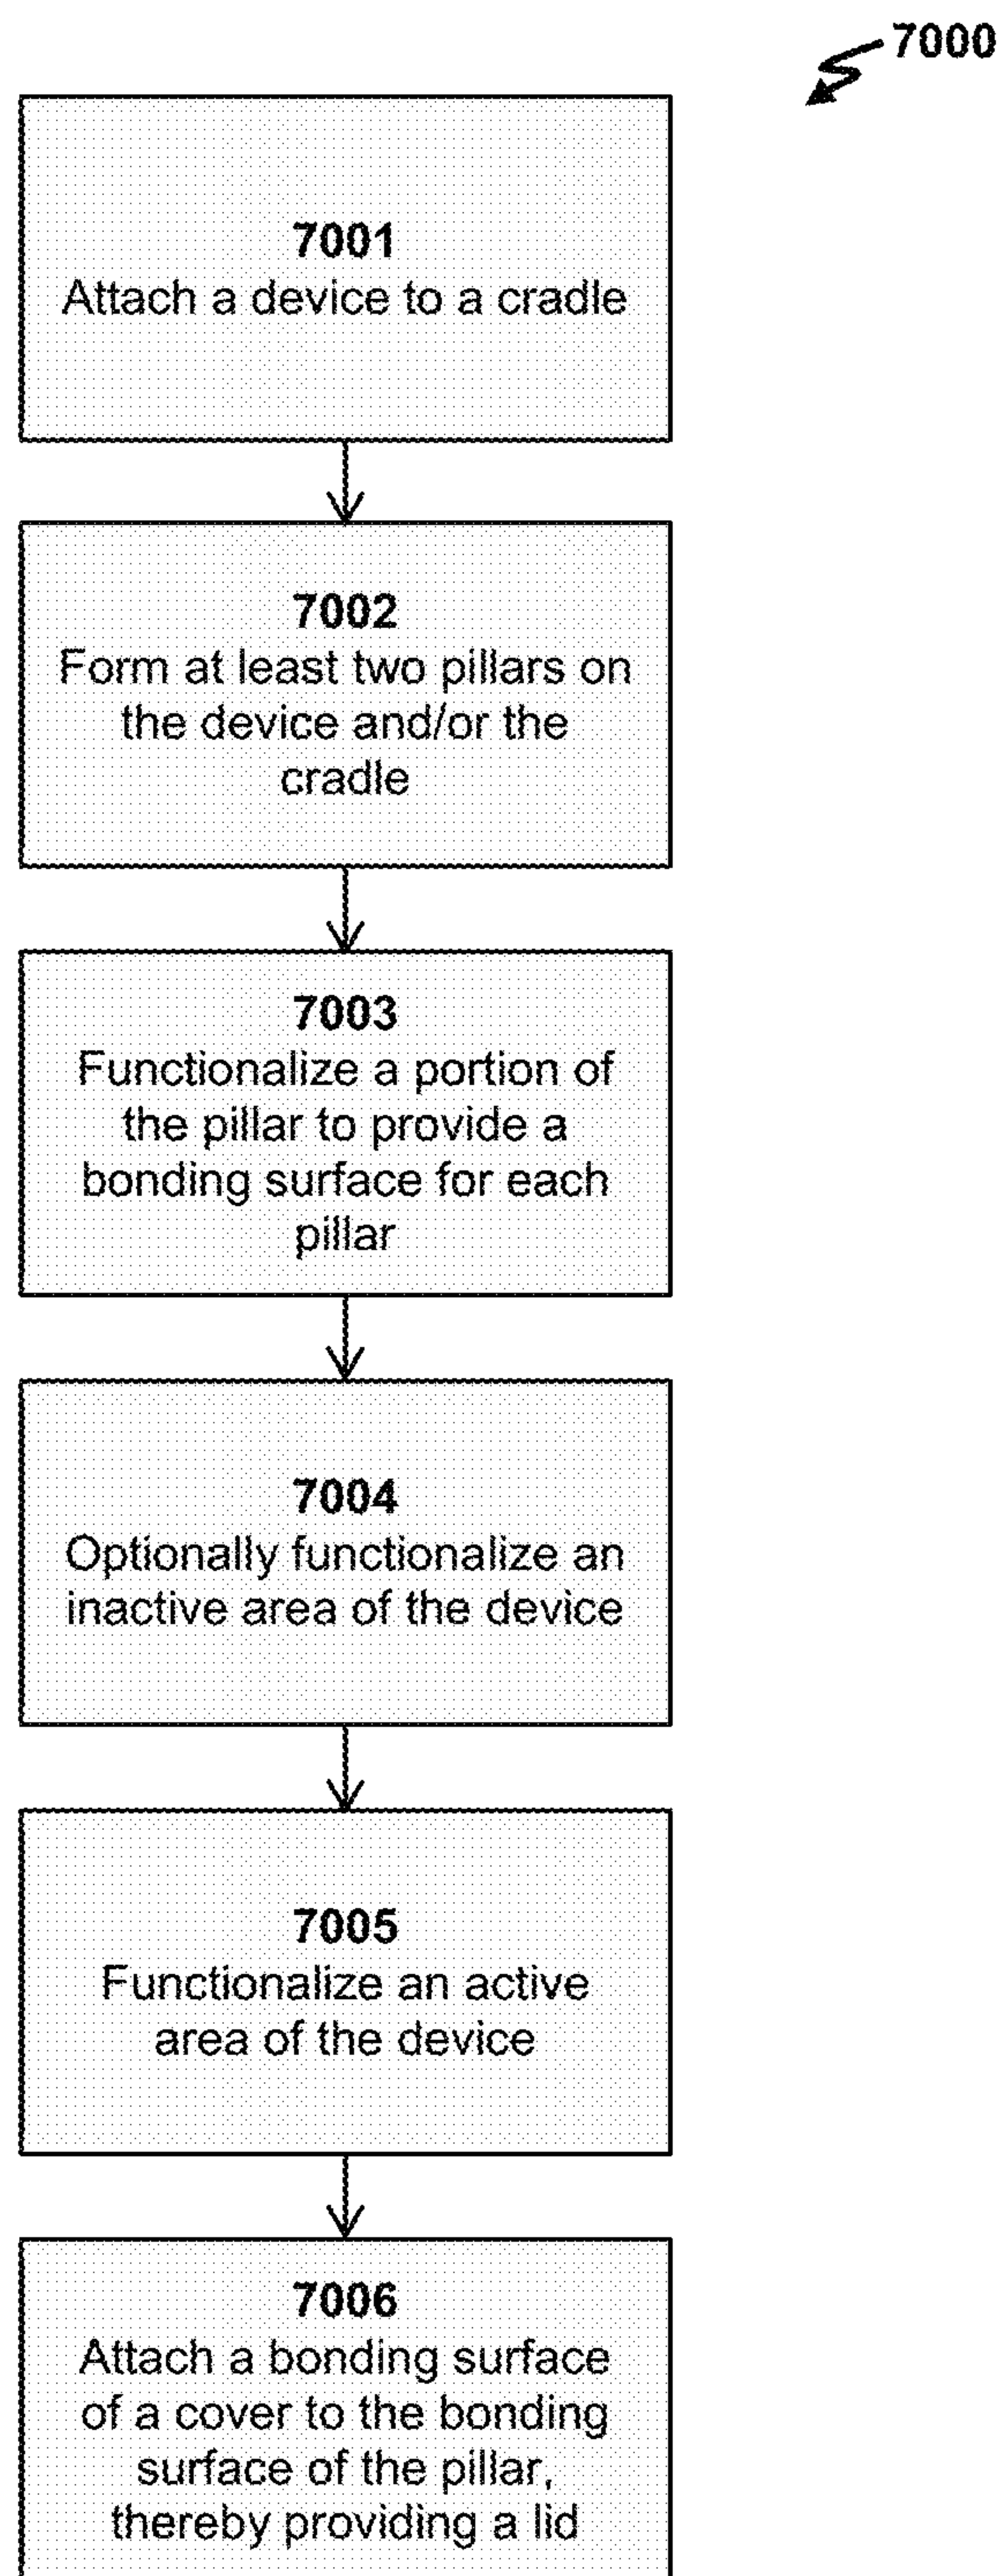 7000
7001
Attach a device to a cradle
7002
Form at least two pillars on
the device and/or the
cradle
7003
Functionalize a portion of
the pillar to provide a
bonding surface for each
pillar
7004
Optionally functionalize an
inactive area of the device
7005
Functionalize an active
area of the device
7006
Attach a bonding surface
of a cover to the bonding
surface of the pillar,
thereby providing a lid